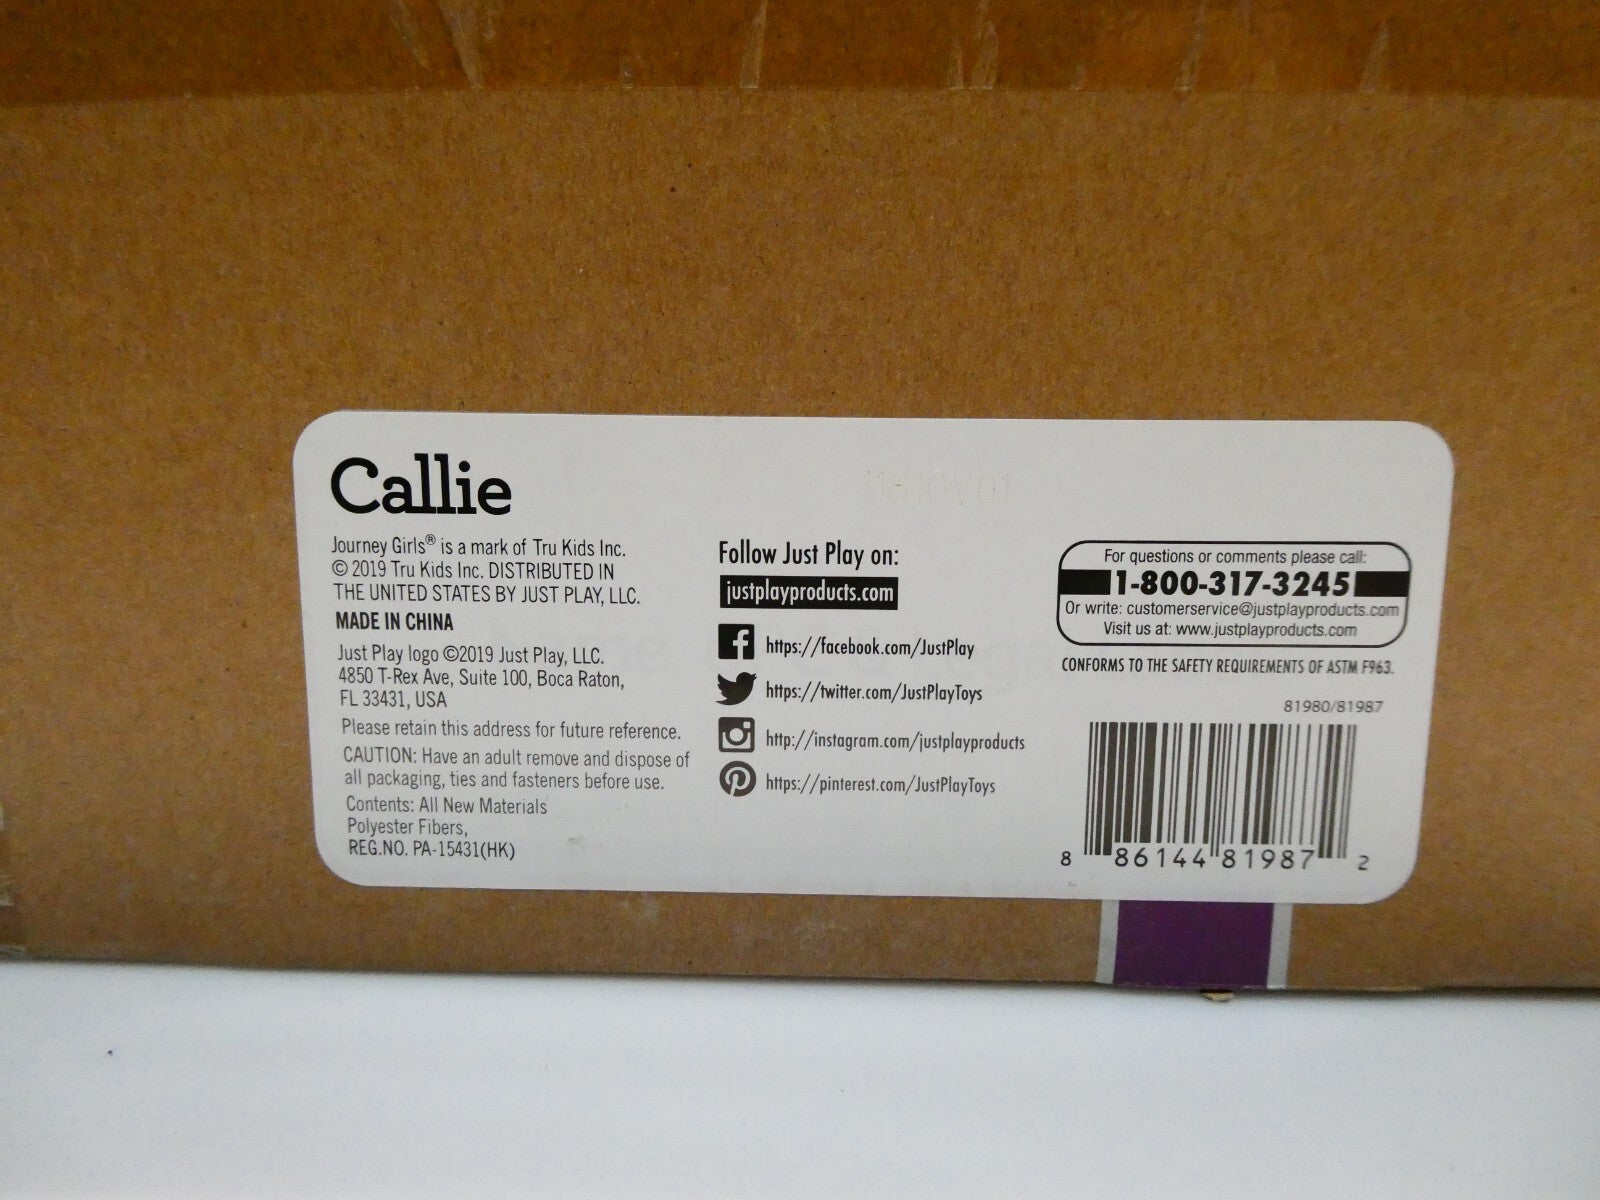 Callie
Journey Girls® is a mark of Tru Kids Inc.
© 2019 Tru Kids Inc. DISTRIBUTED IN
THE UNITED STATES BY JUST PLAY, LLC.
MADE IN CHINA
Just Play logo ©2019 Just Play, LLC.
4850 T-Rex Ave, Suite 100, Boca Raton,
FL 33431, USA
Please retain this address for future reference.
CAUTION: Have an adult remove and dispose of
all packaging, ties and fasteners before use.
Contents: All New Materials
Polyester Fibers,
REG.NO. PA-15431(HK)
Follow Just Play on:
justplayproducts.com
https://facebook.com/JustPlay
https://twitter.com/JustPlayToys
http://instagram.com/justplayproducts
https://pinterest.com/JustPlayToys
For questions or comments please call:
1-800-317-3245
Or write: customerservice@justplayproducts.com
Visit us at: www.justplayproducts.com
CONFORMS TO THE SAFETY REQUIREMENTS OF ASTM F963.
81980/81987
8 86144 81987 2